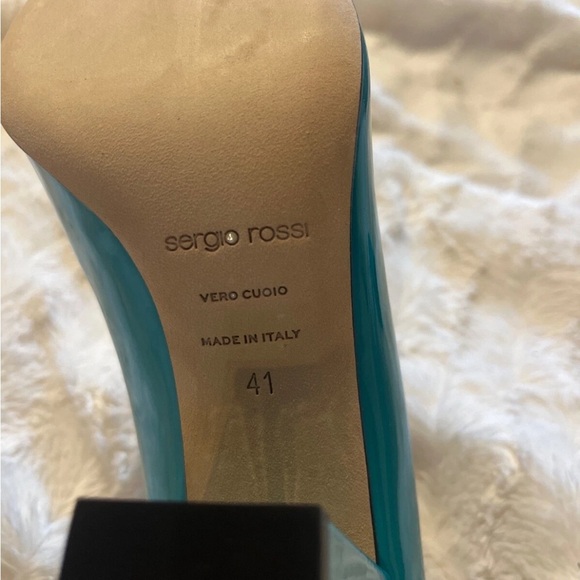 sergio rossi
VERO CUOIO
MADE IN ITALY
41